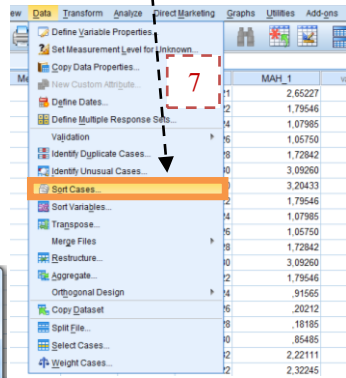 ew Data Transform Analyze Direct Marketing Graphs Utilities Add-ons
Define Variable Properties...
Set Measurement Level for Unknown...
Copy Data Properties...
New Custom Attribute...
Define Dates...
Define Multiple Response Sets...
Validation
Identify Duplicate Cases...
Identify Unusual Cases...
Sort Cases...
Sort Variables...
Transpose...
Merge Files
Restructure...
Aggregate...
Orthogonal Design
Copy Dataset
Split File...
Select Cases...
Weight Cases...
7
MAH_1
2,65227
1,79546
1,07985
1,05750
1,72842
3,09260
3,20433
1,79546
1,07985
1,05750
1,72842
3,09260
1,79546
,91565
,20212
,18185
,85485
2,22111
2,32245